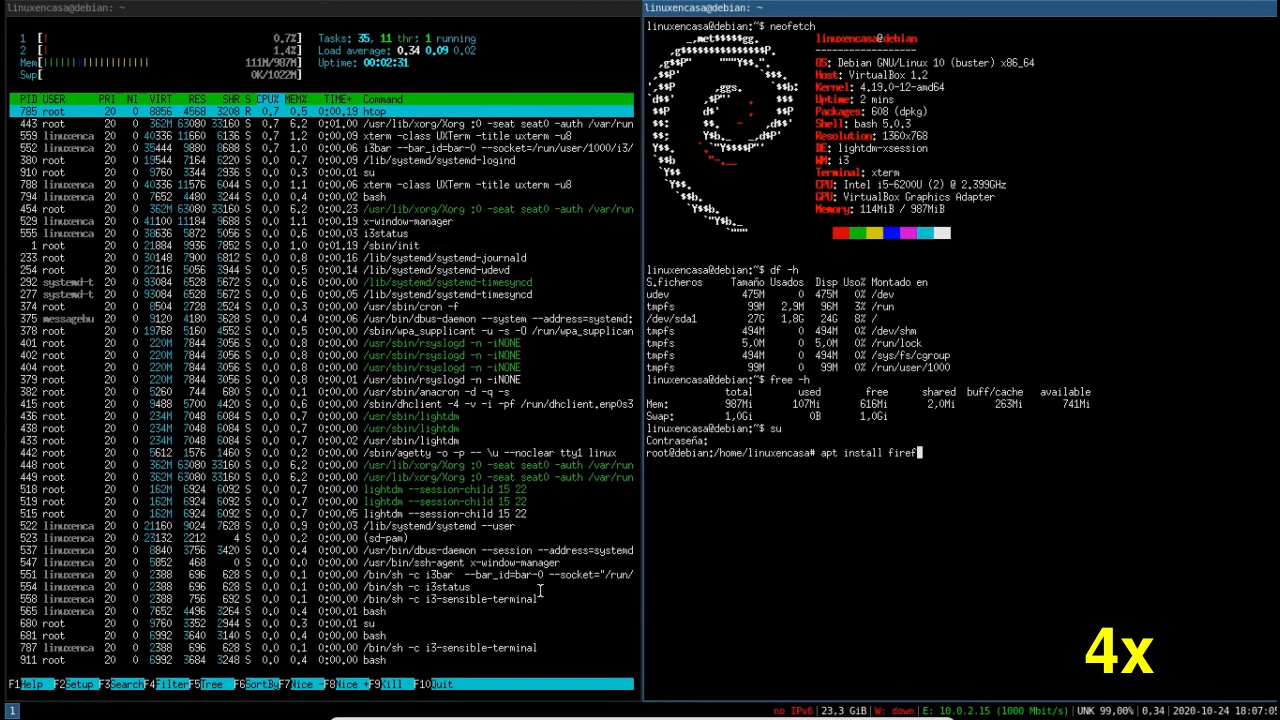 linuxencasa@debian: ~
1 [| 0.7%]
2 [| 1.4%]
Mem[|||||||||||||||||||||||| 111M/987M]
Swp[ 0K/1022M]
Tasks: 35, 11 thr; 1 running
Load average: 0.34 0.09 0.02
Uptime: 00:02:31
PID USER PRI NI VIRT RES SHR S CPU% MEM% TIME+ Command
785 root 20 0 8856 4568 3208 R 0.7 0.5 0:00.19 htop
443 root 20 0 362M 63080 33160 S 0.7 6.2 0:01.00 /usr/lib/xorg/Xorg :0 -seat seat0 -auth /var/run
559 linuxenca 20 0 40336 11660 6136 S 0.7 1.2 0:00.09 xterm -class UXTerm -title uxterm -u8
552 linuxenca 20 0 35444 9880 8688 S 0.7 1.0 0:00.06 i3bar --bar_id=bar-0 --socket=/run/user/1000/i3/
380 root 20 0 19544 7164 6220 S 0.0 0.7 0:00.09 /lib/systemd/systemd-logind
910 root 20 0 9760 3344 2928 S 0.0 0.3 0:00.00 su
788 linuxenca 20 0 40336 11576 6044 S 0.0 1.1 0:00.06 xterm -class UXTerm -title uxterm -u8
794 linuxenca 20 0 7652 4480 3244 S 0.0 0.4 0:00.02 bash
454 root 20 0 362M 63080 33160 S 0.0 6.2 0:00.23 /usr/lib/xorg/Xorg :0 -seat seat0 -auth /var/run
529 linuxenca 20 0 41100 11184 9688 S 0.0 1.1 0:00.19 x-window-manager
555 linuxenca 20 0 38636 5872 5056 S 0.0 0.6 0:00.03 i3status
1 root 20 0 21884 9936 7852 S 0.0 1.0 0:01.19 /sbin/init
233 root 20 0 30148 7900 6812 S 0.0 0.8 0:00.16 /lib/systemd/systemd-journald
254 root 20 0 22116 5056 3944 S 0.0 0.5 0:00.14 /lib/systemd/systemd-udevd
292 systemd-t 20 0 93084 6532 5672 S 0.0 0.6 0:00.00 /lib/systemd/systemd-timesyncd
277 systemd-t 20 0 93084 6532 5672 S 0.0 0.6 0:00.03 /lib/systemd/systemd-timesyncd
374 root 20 0 8504 2728 2524 S 0.0 0.3 0:00.00 /usr/sbin/cron -f
375 messagebu 20 0 9120 4180 3628 S 0.0 0.4 0:00.06 /usr/bin/dbus-daemon --system --address=systemd:
378 root 20 0 19768 5160 4552 S 0.0 0.5 0:00.00 /sbin/wpa_supplicant -u -s -O /run/wpa_supplican
401 root 20 0 220M 7844 3056 S 0.0 0.8 0:00.00 /usr/sbin/rsyslogd -n -iNONE
402 root 20 0 220M 7844 3056 S 0.0 0.8 0:00.00 /usr/sbin/rsyslogd -n -iNONE
404 root 20 0 220M 7844 3056 S 0.0 0.8 0:00.00 /usr/sbin/rsyslogd -n -iNONE
379 root 20 0 220M 7844 3056 S 0.0 0.8 0:00.01 /usr/sbin/rsyslogd -n -iNONE
382 root 20 0 5260 744 680 S 0.0 0.1 0:00.00 /usr/sbin/anacron -d -q -s
415 root 20 0 9488 5700 4420 S 0.0 0.6 0:00.01 /sbin/dhclient -4 -v -i -pf /run/dhclient.enp0s3
436 root 20 0 234M 7048 6084 S 0.0 0.7 0:00.00 /usr/sbin/lightdm
438 root 20 0 234M 7048 6084 S 0.0 0.7 0:00.01 /usr/sbin/lightdm
433 root 20 0 234M 7048 6084 S 0.0 0.7 0:00.02 /usr/sbin/lightdm
442 root 20 0 5612 1680 1568 S 0.0 0.2 0:00.00 /sbin/agetty -o -p -- \u --noclear tty1 linux
448 root 20 0 362M 63080 33160 S 0.0 6.2 0:00.00 /usr/lib/xorg/Xorg :0 -seat seat0 -auth /var/run
449 root 20 0 362M 63080 33160 S 0.0 6.2 0:00.00 /usr/lib/xorg/Xorg :0 -seat seat0 -auth /var/run
518 root 20 0 162M 6924 6304 S 0.0 0.7 0:00.00 lightdm --session-child 15 22
519 root 20 0 162M 6924 6304 S 0.0 0.7 0:00.00 lightdm --session-child 15 22
515 root 20 0 162M 6924 6304 S 0.0 0.7 0:00.05 lightdm --session-child 15 22
522 linuxenca 20 0 21160 9024 7628 S 0.0 0.9 0:00.03 /lib/systemd/systemd --user
523 linuxenca 20 0 23132 2212 4 S 0.0 0.2 0:00.00 (sd-pam)
537 linuxenca 20 0 8840 3756 3420 S 0.0 0.4 0:00.00 /usr/bin/dbus-daemon --session --address=systemd
547 linuxenca 20 0 5852 468 0 S 0.0 0.0 0:00.00 /usr/bin/ssh-agent x-window-manager
551 linuxenca 20 0 2388 696 628 S 0.0 0.1 0:00.00 /bin/sh -c i3bar --bar_id=bar-0 --socket="/run/
554 linuxenca 20 0 2388 696 628 S 0.0 0.1 0:00.00 /bin/sh -c i3status
558 linuxenca 20 0 2388 756 692 S 0.0 0.1 0:00.00 /bin/sh -c i3-sensible-terminal
565 linuxenca 20 0 7652 4496 3264 S 0.0 0.4 0:00.01 bash
680 root 20 0 9760 3352 2944 S 0.0 0.3 0:00.01 su
681 root 20 0 6992 3640 3140 S 0.0 0.4 0:00.00 bash
787 linuxenca 20 0 2388 696 628 S 0.0 0.1 0:00.00 /bin/sh -c i3-sensible-terminal
911 root 20 0 6992 3684 3248 S 0.0 0.4 0:00.00 bash
F1Help F2Setup F3SearchF4FilterF5Tree F6SortByF7Nice -F8Nice +F9Kill F10Quit
linuxencasa@debian: ~
linuxencasa@debian:~$ neofetch
linuxencasa@debian
------------------
OS: Debian GNU/Linux 10 (buster) x86_64
Host: VirtualBox 1.2
Kernel: 4.19.0-12-amd64
Uptime: 2 mins
Packages: 608 (dpkg)
Shell: bash 5.0.3
Resolution: 1360x768
DE: lightdm-xsession
WM: i3
Terminal: xterm
CPU: Intel i5-6200U (2) @ 2.399GHz
GPU: VirtualBox Graphics Adapter
Memory: 114MiB / 987MiB
linuxencasa@debian:~$ df -h
S.ficheros Tamaño Usados Disp Uso% Montado en
udev 475M 0 475M 0% /dev
tmpfs 99M 2,9M 96M 3% /run
/dev/sda1 27G 1,8G 24G 8% /
tmpfs 494M 0 494M 0% /dev/shm
tmpfs 5,0M 0 5,0M 0% /run/lock
tmpfs 494M 0 494M 0% /sys/fs/cgroup
tmpfs 99M 0 99M 0% /run/user/1000
linuxencasa@debian:~$ free -h
total used free shared buff/cache available
Mem: 987Mi 107Mi 616Mi 2,0Mi 263Mi 741Mi
Swap: 1,0Gi 0B 1,0Gi
linuxencasa@debian:~$ su
Contraseña:
root@debian:/home/linuxencasa# apt install firef
4x
1
no IPv6|23,3 GiB|W: down|E: 10.0.2.15 (1000 Mbit/s)|UNK 99,00%|0,34|2020-10-24 18:07:05